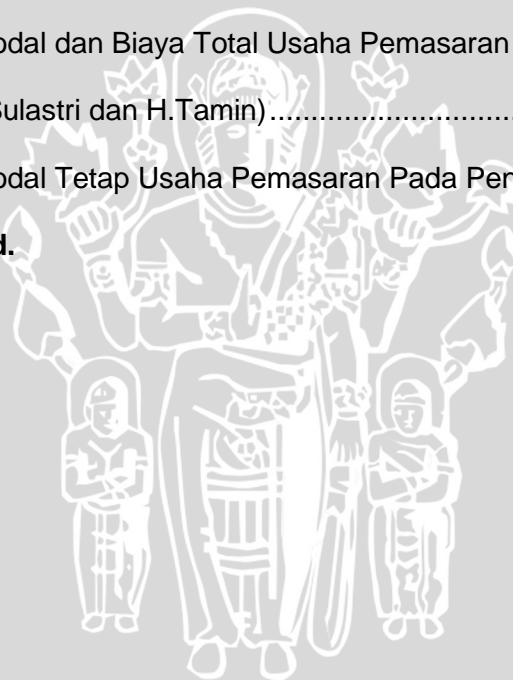 odal dan Biaya Total Usaha Pemasaran
Sulastri dan H.Tamin)..............................
odal Tetap Usaha Pemasaran Pada Pen
d.